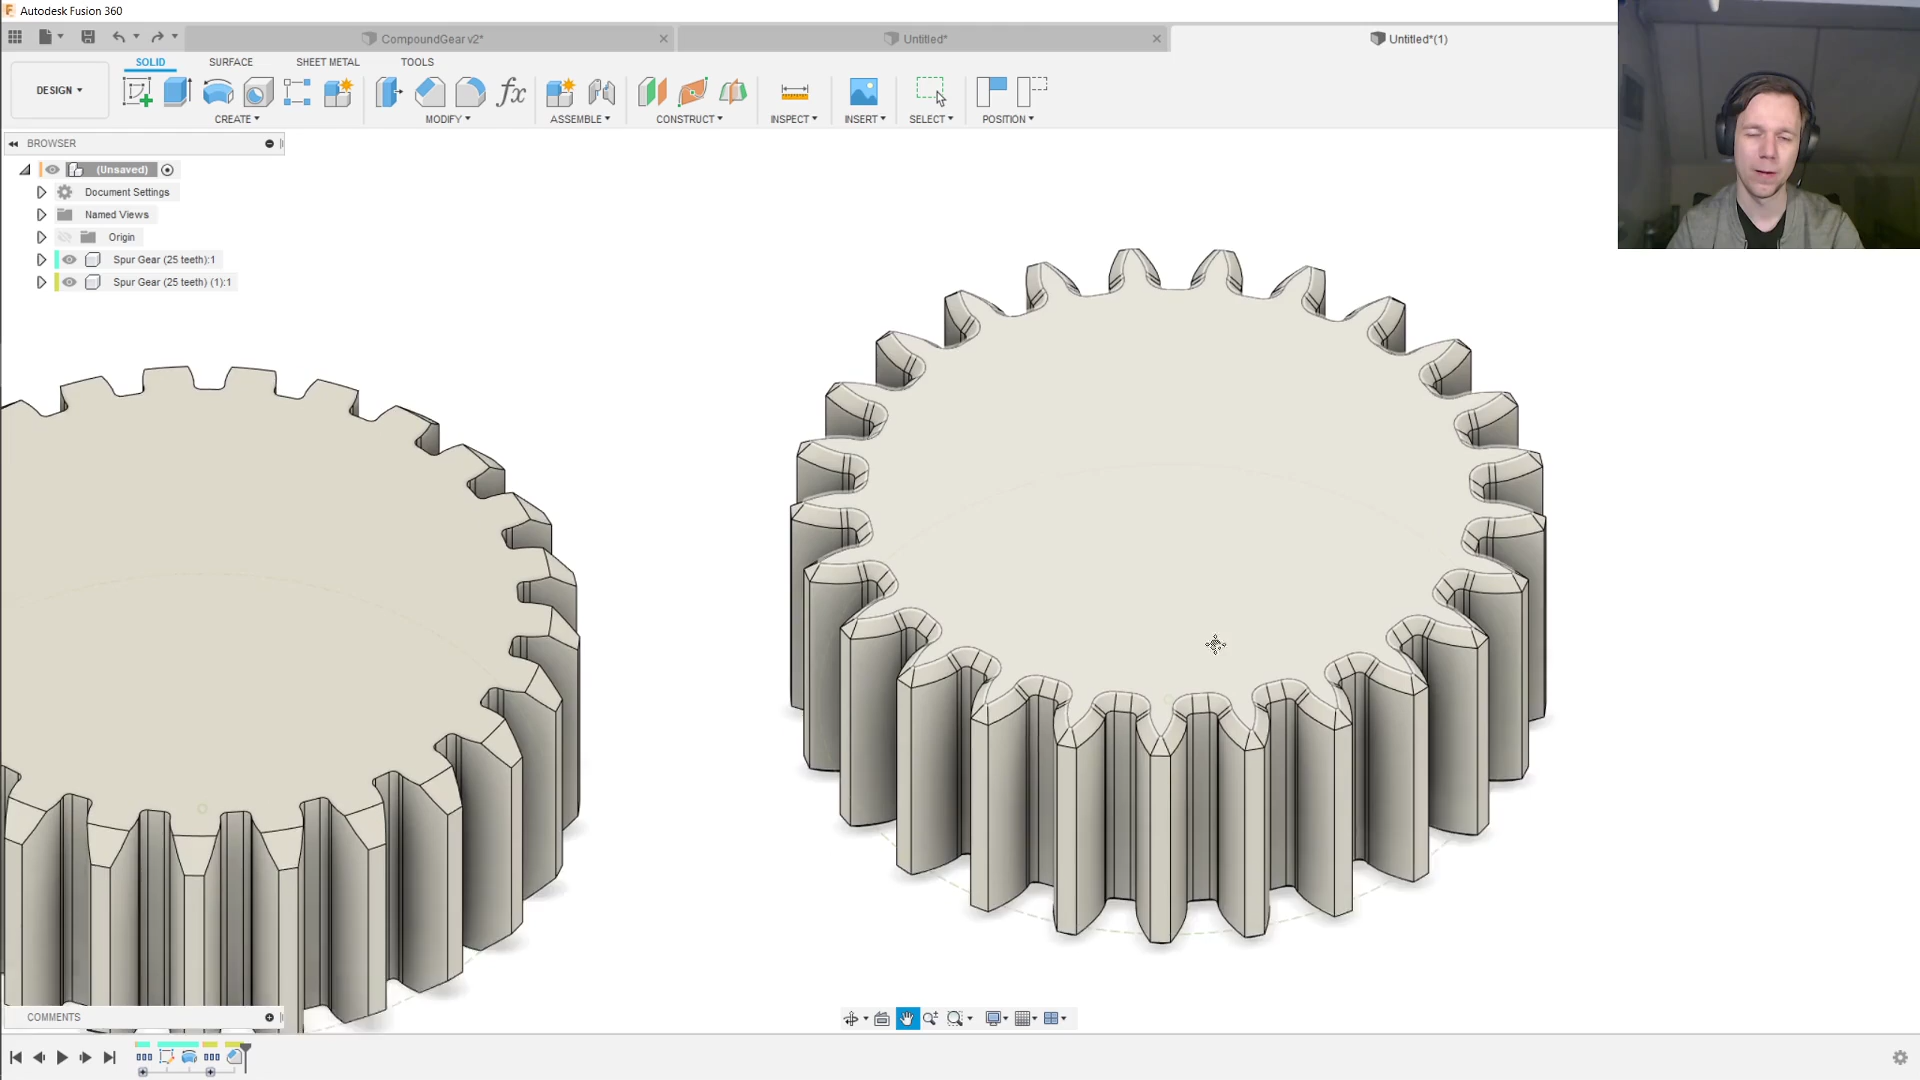 Autodesk Fusion 360
CompoundGear v2*
Untitled*
Untitled*(1)
SOLID
SURFACE
SHEET METAL
TOOLS
DESIGN
fx
CREATE
MODIFY
ASSEMBLE
CONSTRUCT
INSPECT
INSERT
SELECT
POSITION
BROWSER
(Unsaved)
Document Settings
Named Views
Origin
Spur Gear (25 teeth):1
Spur Gear (25 teeth) (1):1
COMMENTS